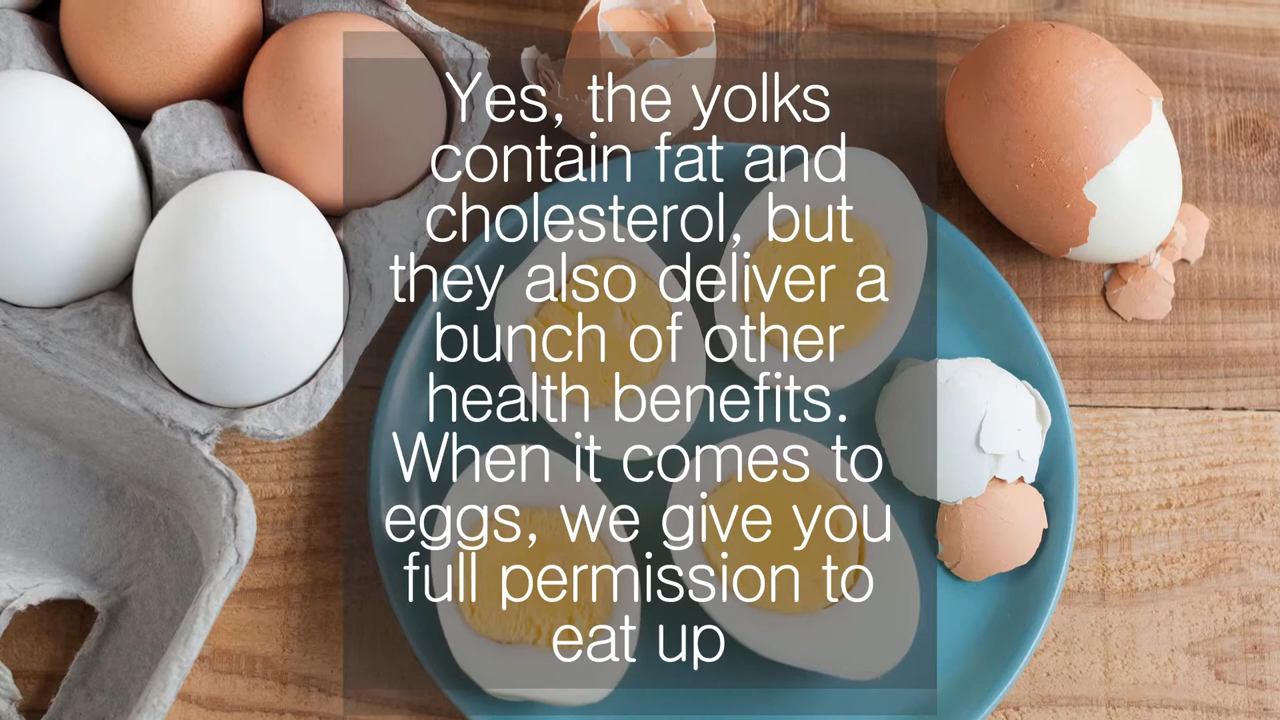 Yes, the yolks
contain fat and
cholesterol, but
they also deliver a
bunch of other
health benefits.
When it comes to
eggs, we give you
full permission to
eat up